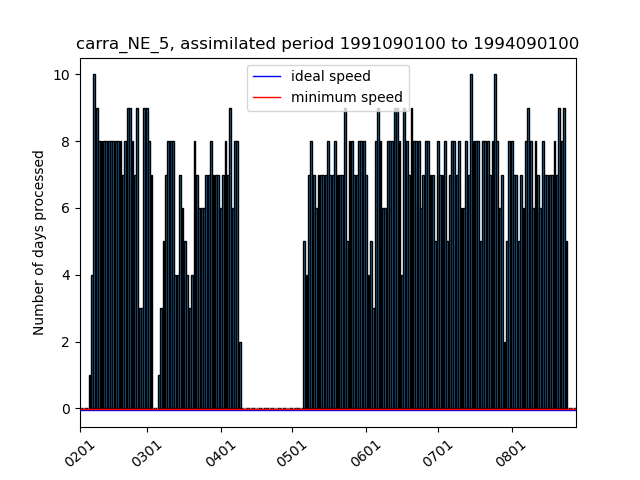 carra_NE_5, assimilated period 1991090100 to 1994090100
ideal speed
minimum speed
Number of days processed
10
8
6
4
2
0
0201 0301 0401 0501 0601 0701 0801